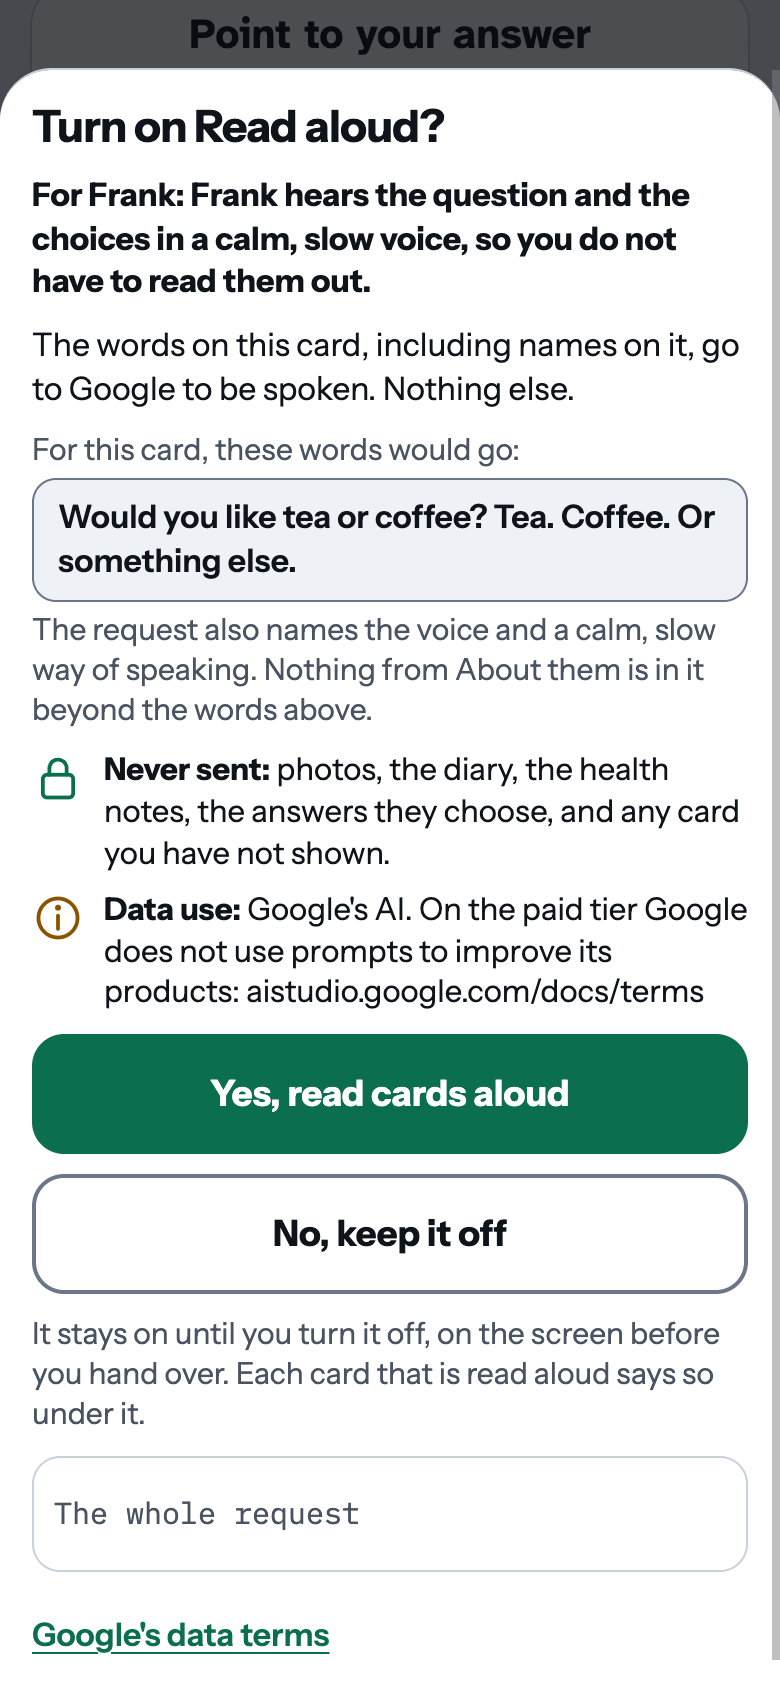 Point to your answer
Turn on Read aloud?
For Frank: Frank hears the question and the
choices in a calm, slow voice, so you do not
have to read them out.
The words on this card, including names on it, go
to Google to be spoken. Nothing else.
For this card, these words would go:
Would you like tea or coffee? Tea. Coffee. Or
something else.
The request also names the voice and a calm, slow
way of speaking. Nothing from About them is in it
beyond the words above.
Never sent: photos, the diary, the health
notes, the answers they choose, and any card
you have not shown.
Data use: Google's AI. On the paid tier Google
does not use prompts to improve its
products: aistudio.google.com/docs/terms
Yes, read cards aloud
No, keep it off
It stays on until you turn it off, on the screen before
you hand over. Each card that is read aloud says so
under it.
The whole request
Google's data terms